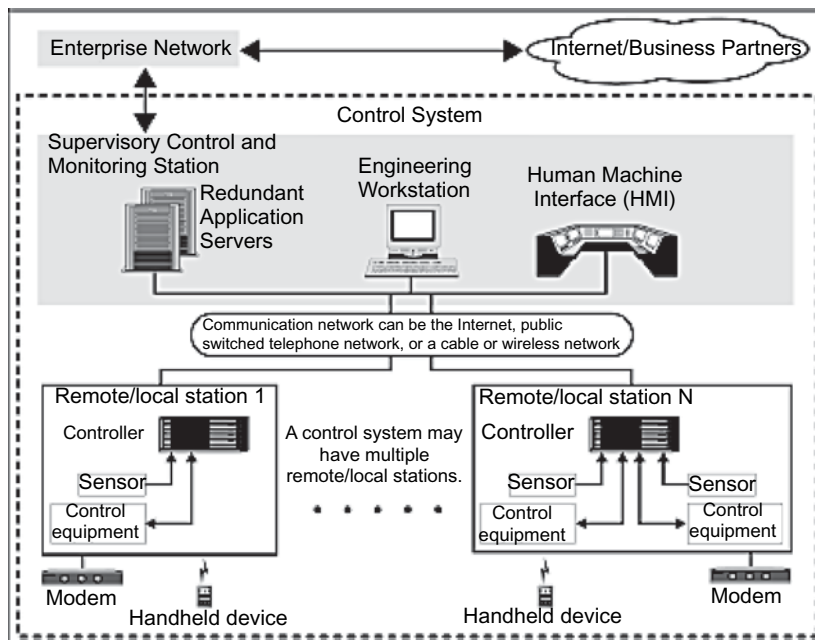 Enterprise Network
Internet/Business Partners
Control System
Supervisory Control and
Monitoring Station
Redundant
Application
Servers
Engineering
Workstation
Human Machine
Interface (HMI)
Communication network can be the Internet, public
switched telephone network, or a cable or wireless network
Remote/local station 1
Controller
Sensor
Control
equipment
Modem
Handheld device
A control system may
have multiple
remote/local stations.
Remote/local station N
Controller
Sensor
Sensor
Control
equipment
Control
equipment
Handheld device
Modem